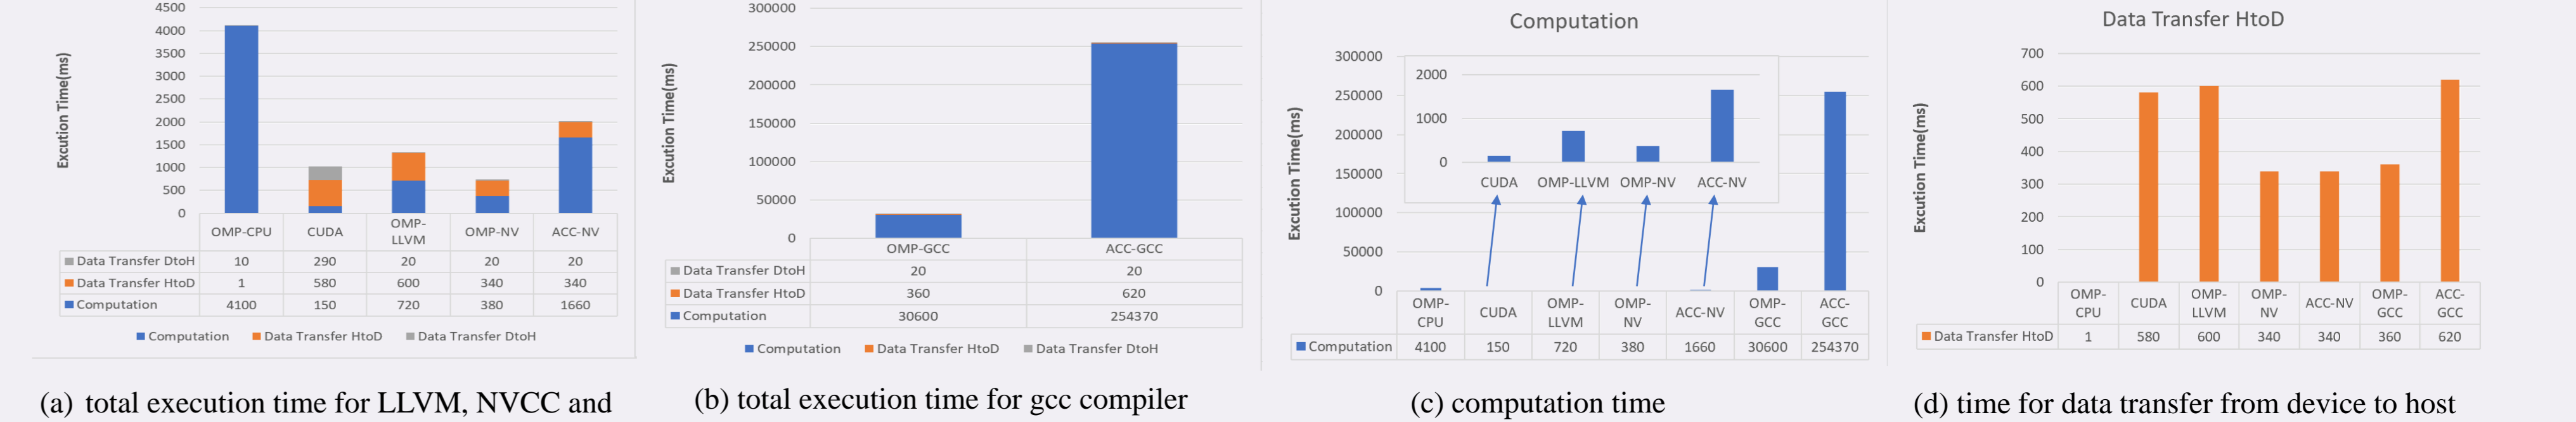 4500
4000
3500
3000
2500
2000
1500
1000
500
0
Excution Time(ms)
OMP-CPU CUDA OMP-LLVM OMP-NV ACC-NV
Data Transfer DtoH 10 290 20 20 20
Data Transfer HtoD 1 580 600 340 340
Computation 4100 150 720 380 1660
Computation Data Transfer HtoD Data Transfer DtoH
(a) total execution time for LLVM, NVCC and
300000
250000
200000
150000
100000
50000
0
Excution Time(ms)
OMP-GCC ACC-GCC
Data Transfer DtoH 20 20
Data Transfer HtoD 360 620
Computation 30600 254370
Computation Data Transfer HtoD Data Transfer DtoH
(b) total execution time for gcc compiler
Computation
300000
250000
200000
150000
100000
50000
0
Excution Time(ms)
2000
1000
0
CUDA OMP-LLVM OMP-NV ACC-NV
OMP-CPU CUDA OMP-LLVM OMP-NV ACC-NV OMP-GCC ACC-GCC
Computation 4100 150 720 380 1660 30600 254370
(c) computation time
Data Transfer HtoD
700
600
500
400
300
200
100
0
Excution Time(ms)
OMP-CPU CUDA OMP-LLVM OMP-NV ACC-NV OMP-GCC ACC-GCC
Data Transfer HtoD 1 580 600 340 340 360 620
(d) time for data transfer from device to host